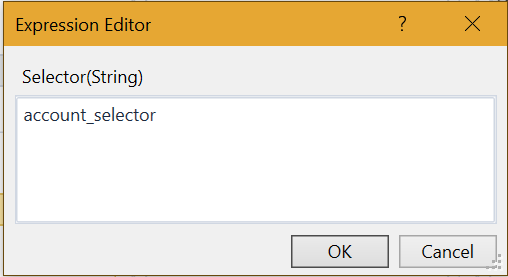 Expression Editor ?
Selector(String)
account_selector
OK Cancel